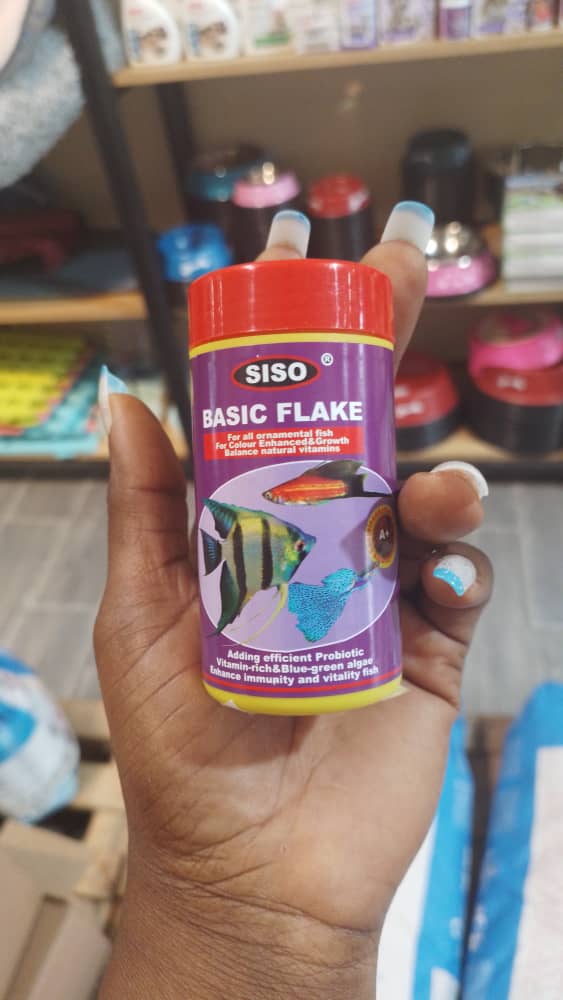 SISO ®
BASIC FLAKE
For all ornamental fish
For Colour Enhanced&Growth
Balance natural vitamins
A+
Adding efficient Probiotic
Vitamin-rich&Blue-green algae
Enhance immunity and vitality fish